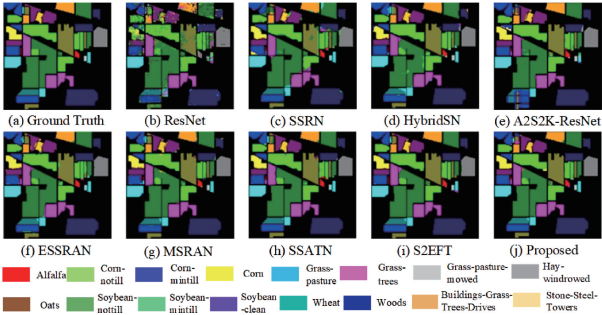 (a) Ground Truth (b) ResNet (c) SSRN (d) HybridSN (e) A2S2K-ResNet
(f) ESSRAN (g) MSRAN (h) SSATN (i) S2EFT (j) Proposed
Alfalfa Corn-notill Corn-mintill Corn Grass-pasture Grass-trees Grass-pasture-mowed Hay-windrowed
Oats Soybean-nottill Soybean-mintill Soybean-clean Wheat Woods Buildings-Grass-Trees-Drives Stone-Steel-Towers